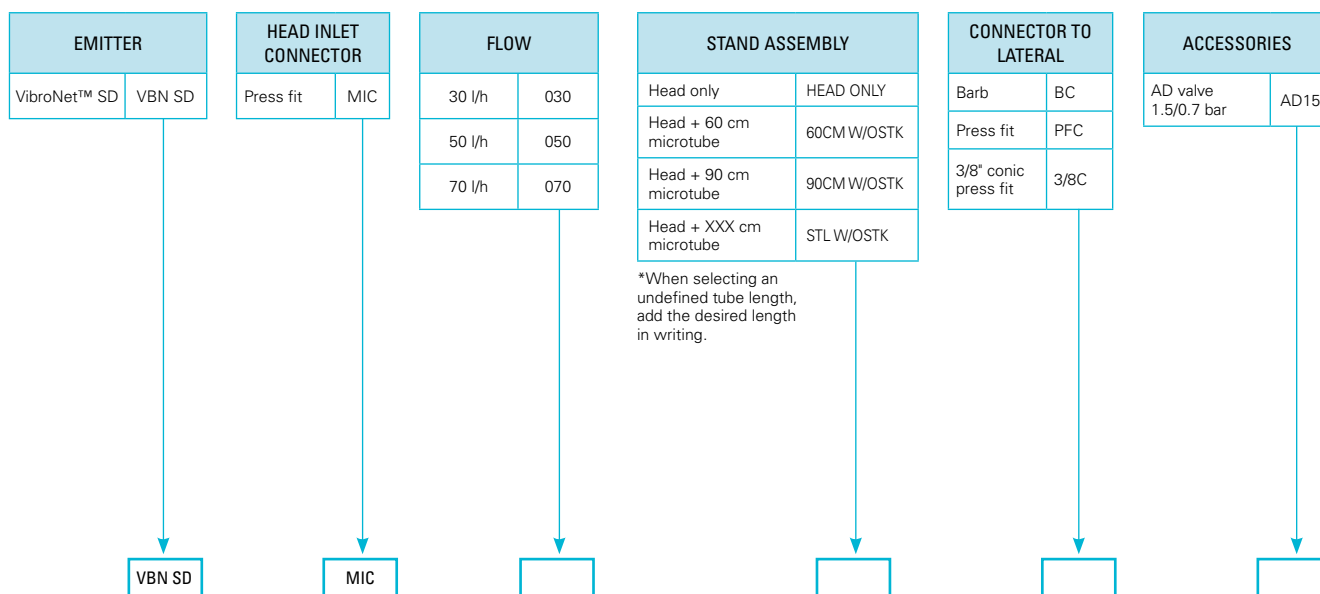 EMITTER
VibroNet™ SD VBN SD
HEAD INLET
CONNECTOR
Press fit MIC
FLOW
30 l/h 030
50 l/h 050
70 l/h 070
STAND ASSEMBLY
Head only HEAD ONLY
Head + 60 cm
microtube 60CM W/OSTK
Head + 90 cm
microtube 90CM W/OSTK
Head + XXX cm
microtube STL W/OSTK
*When selecting an
undefined tube length,
add the desired length
in writing.
CONNECTOR TO
LATERAL
Barb BC
Press fit PFC
3/8" conic
press fit 3/8C
ACCESSORIES
AD valve
1.5/0.7 bar AD15
VBN SD
MIC